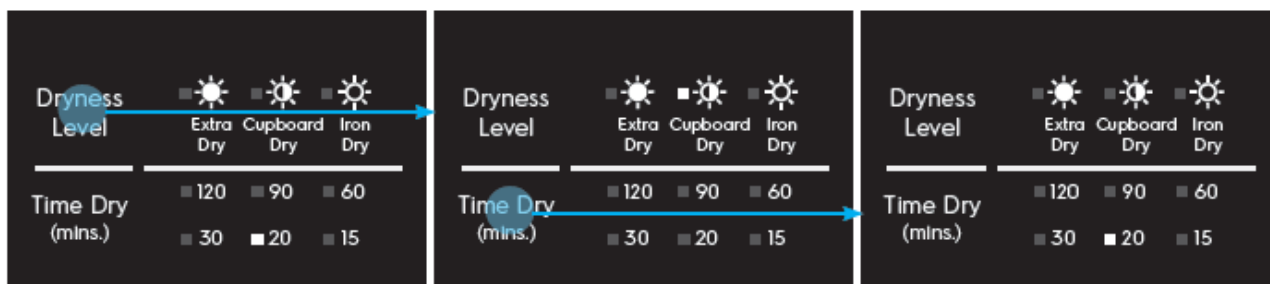 Dryness Level
Extra Dry
Cupboard Dry
Iron Dry
Time Dry (mins.)
120 90 60
30 20 15
Dryness Level
Extra Dry
Cupboard Dry
Iron Dry
Time Dry (mins.)
120 90 60
30 20 15
Dryness Level
Extra Dry
Cupboard Dry
Iron Dry
Time Dry (mins.)
120 90 60
30 20 15